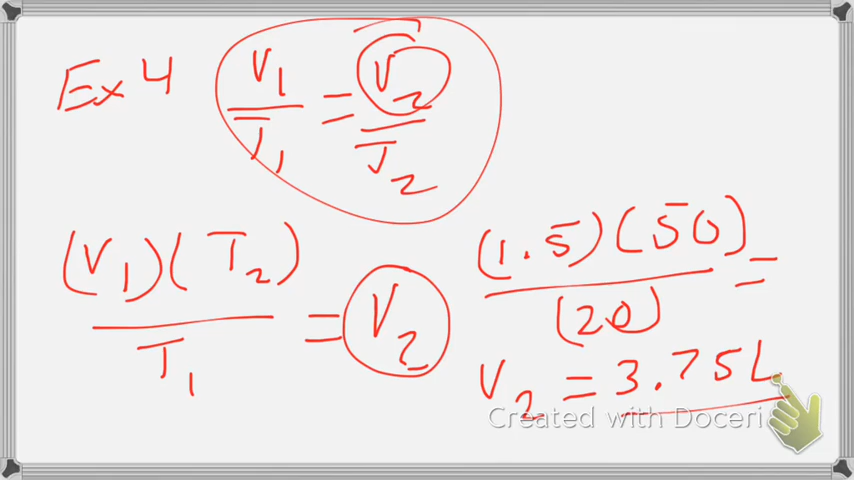 Ex 4
V₁/T₁ = V₂/T₂
(V₁)(T₂)/T₁ = V₂
(1.5)(50)/(20) =
V₂ = 3.75L
Created with Doceri